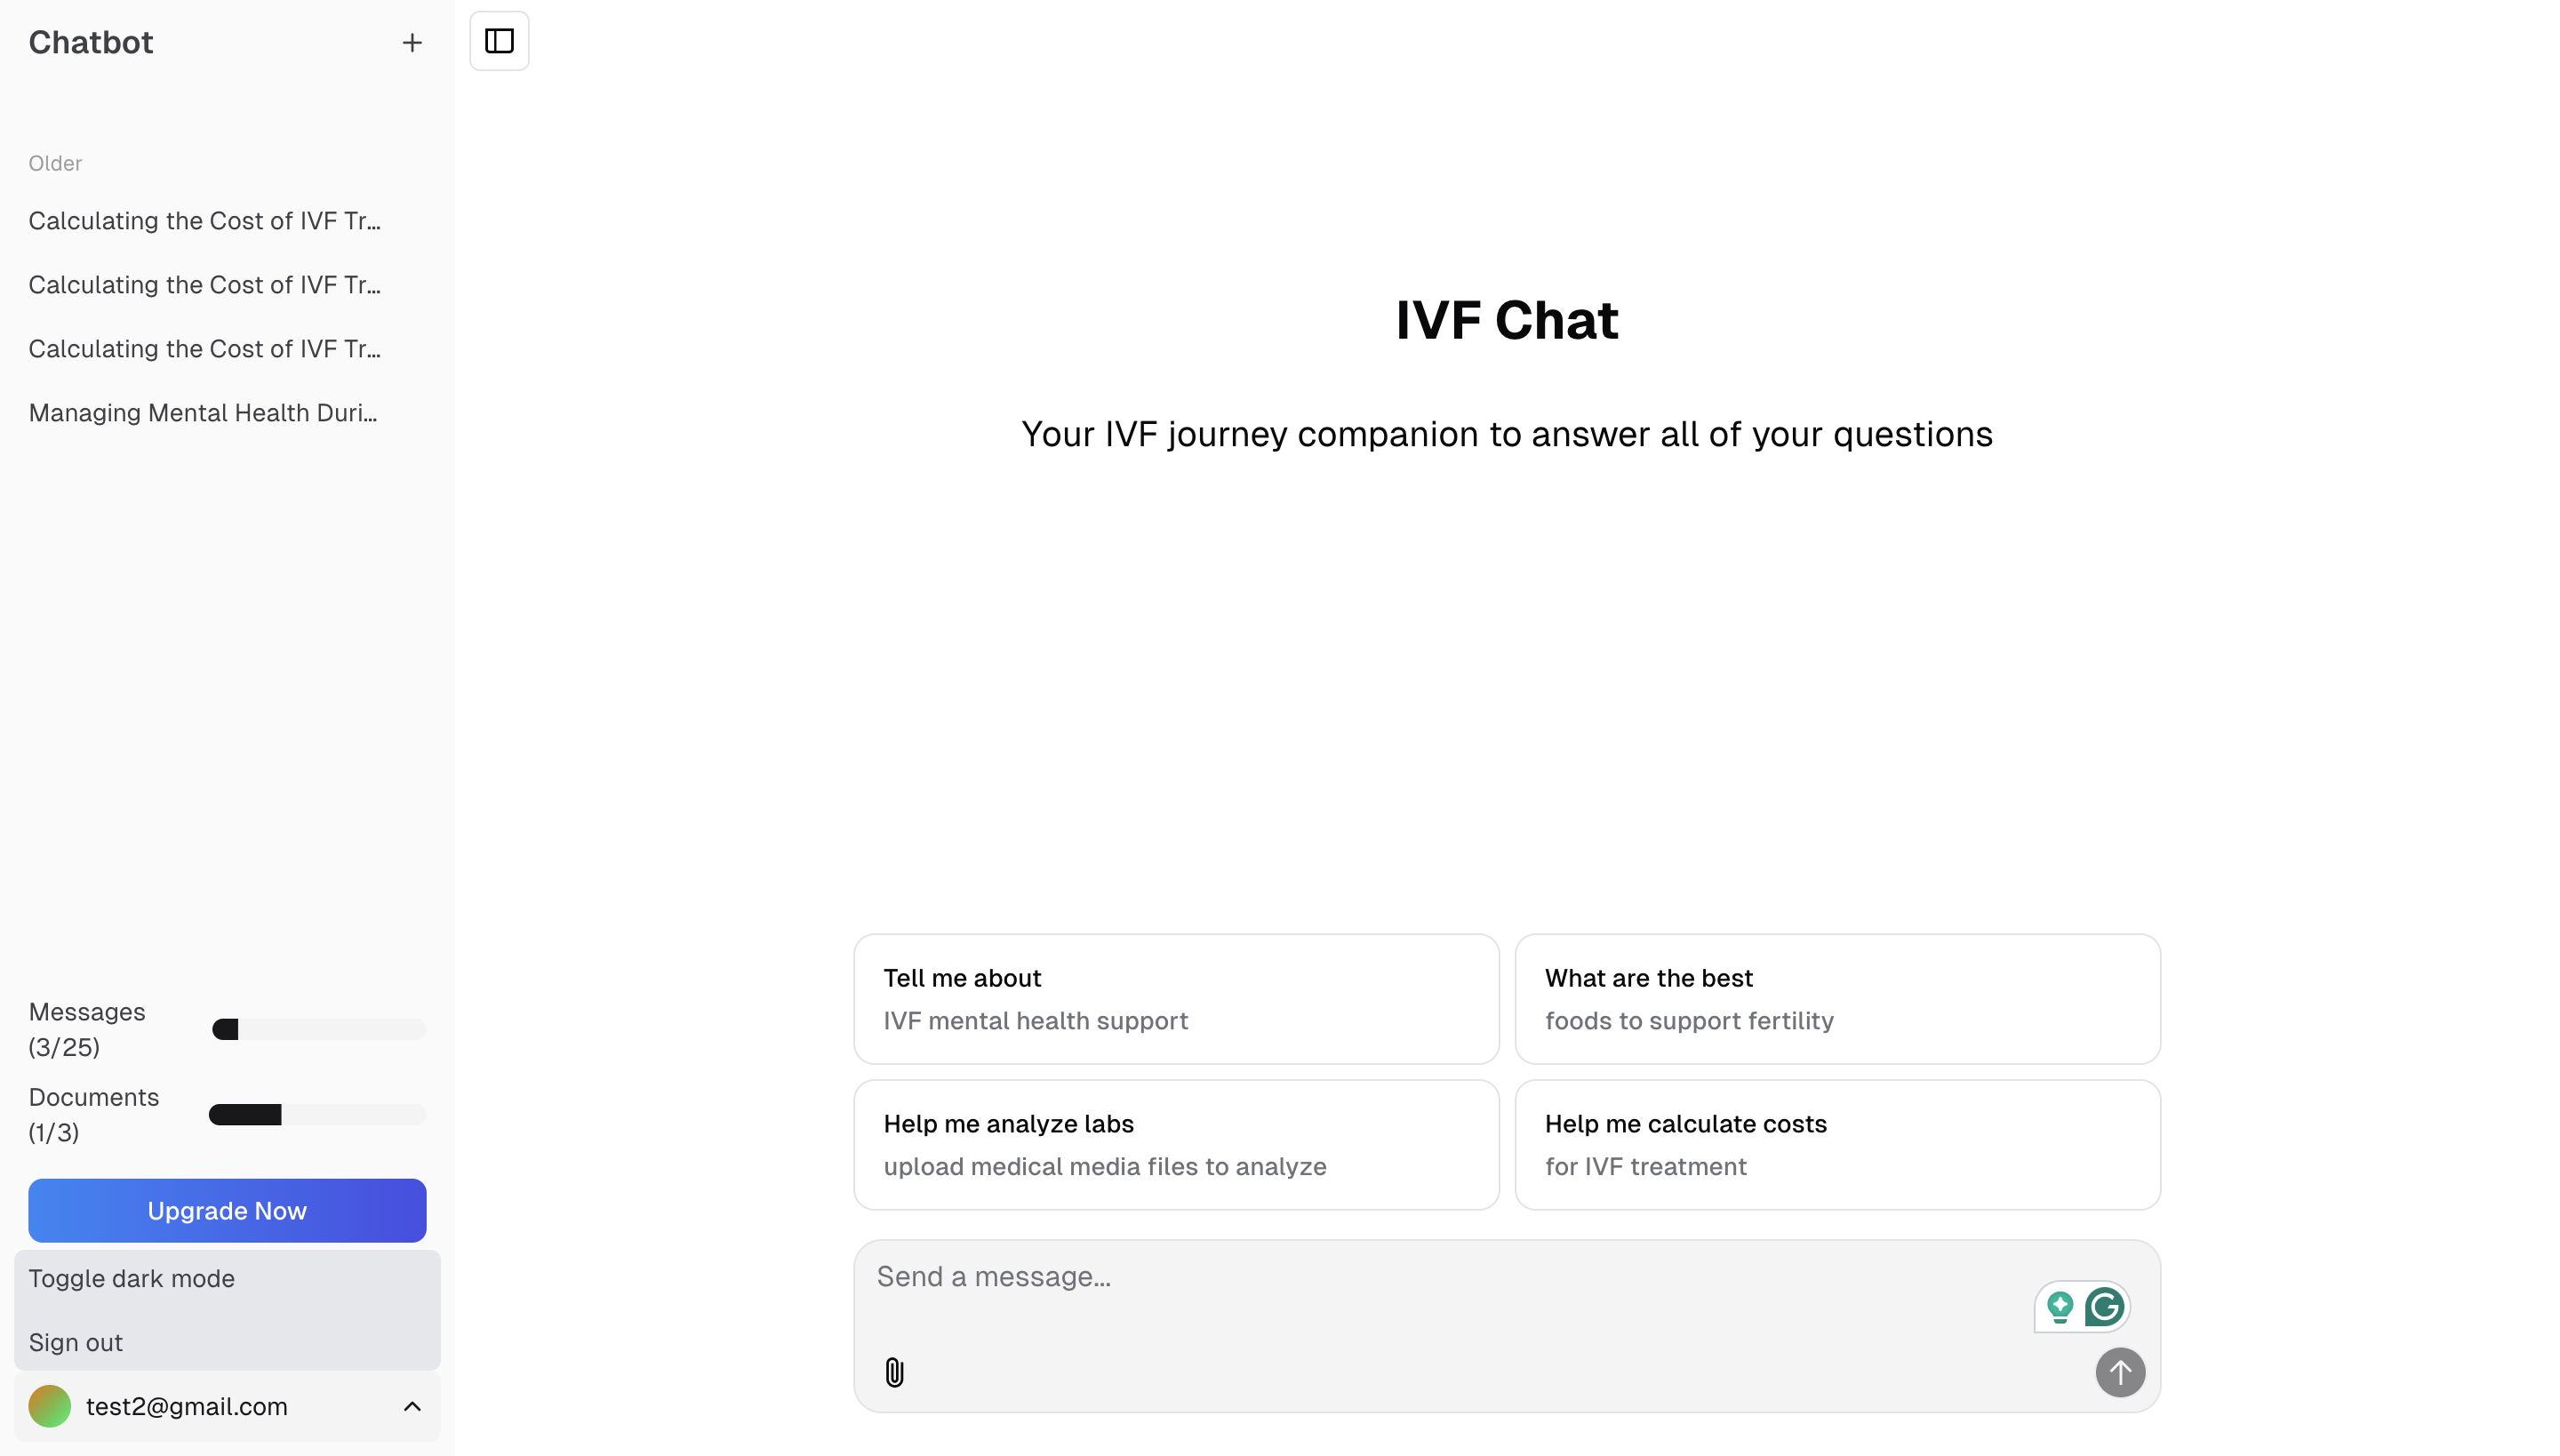 Chatbot
Older
Calculating the Cost of IVF Tr...
Calculating the Cost of IVF Tr...
Calculating the Cost of IVF Tr...
Managing Mental Health Duri...
Messages
(3/25)
Documents
(1/3)
Upgrade Now
Toggle dark mode
Sign out
test2@gmail.com
IVF Chat
Your IVF journey companion to answer all of your questions
Tell me about
IVF mental health support
What are the best
foods to support fertility
Help me analyze labs
upload medical media files to analyze
Help me calculate costs
for IVF treatment
Send a message...